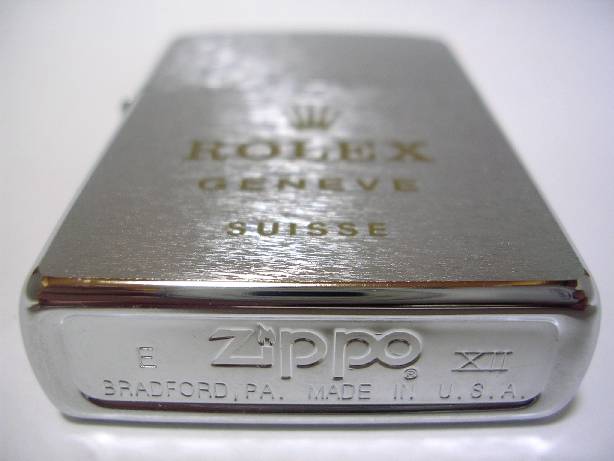 ROLEX
GENEVE
SUISSE
E Zippo® XII
BRADFORD, PA. MADE IN U.S.A.